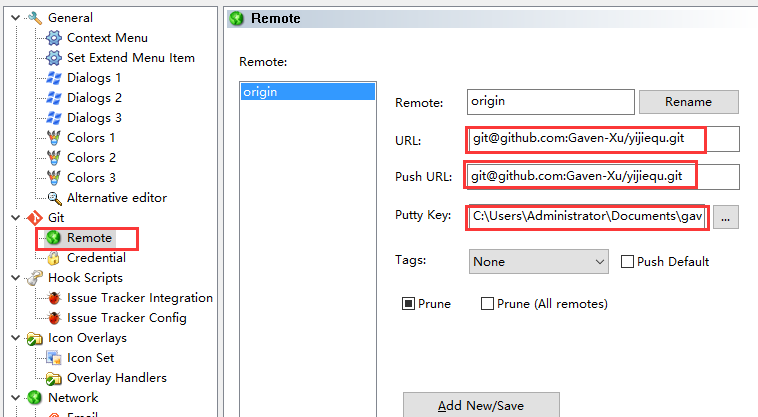 General
Context Menu
Set Extend Menu Item
Dialogs 1
Dialogs 2
Dialogs 3
Colors 1
Colors 2
Colors 3
Alternative editor
Git
Remote
Credential
Hook Scripts
Issue Tracker Integration
Issue Tracker Config
Icon Overlays
Icon Set
Overlay Handlers
Network
Email
Remote
Remote:
origin
Remote: origin Rename
URL: git@github.com:Gaven-Xu/yijiequ.git
Push URL: git@github.com:Gaven-Xu/yijiequ.git
Putty Key: C:\Users\Administrator\Documents\gav ...
Tags: None Push Default
Prune Prune (All remotes)
Add New/Save